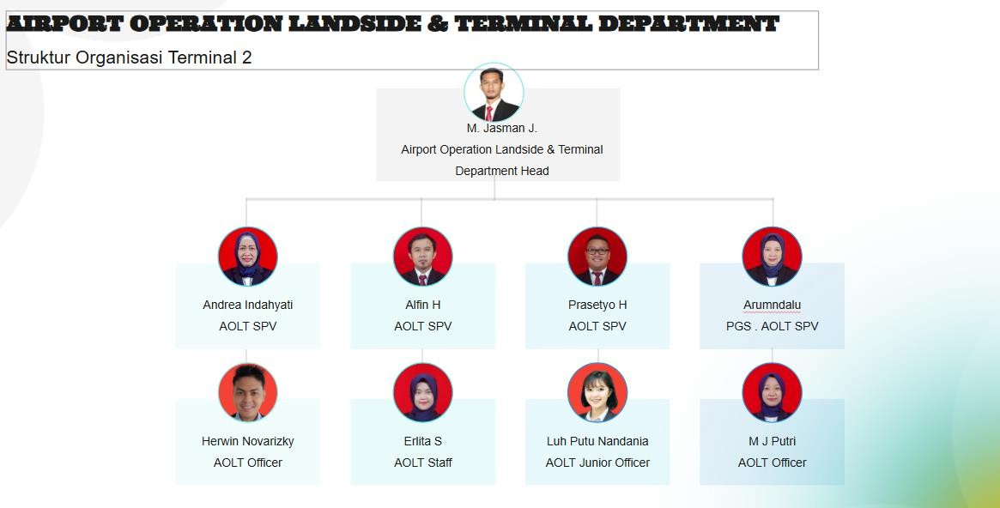 AIRPORT OPERATION LANDSIDE & TERMINAL DEPARTMENT
Struktur Organisasi Terminal 2
M. Jasman J.
Airport Operation Landside & Terminal
Department Head
Andrea Indahyati
AOLT SPV
Alfin H
AOLT SPV
Prasetyo H
AOLT SPV
Arumndalu
PGS . AOLT SPV
Herwin Novarizky
AOLT Officer
Erlita S
AOLT Staff
Luh Putu Nandania
AOLT Junior Officer
M J Putri
AOLT Officer